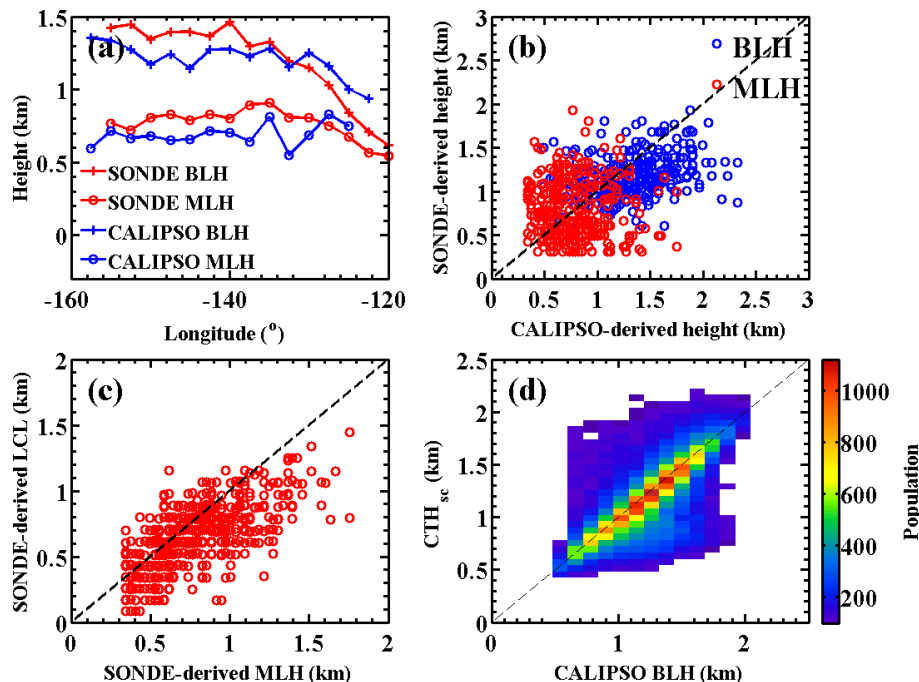 1.5
1
0.5
0
-160
-140
-120
Height (km)
Longitude (o)
(a)
SONDE BLH
SONDE MLH
CALIPSO BLH
CALIPSO MLH
3
2.5
2
1.5
1
0.5
0
0
0.5
1
1.5
2
2.5
3
SONDE-derived height (km)
CALIPSO-derived height (km)
(b)
BLH
MLH
2
1.5
1
0.5
0
0
0.5
1
1.5
2
SONDE-derived LCL (km)
SONDE-derived MLH (km)
(c)
2.5
2
1.5
1
0.5
0
0
1
2
CTH sc (km)
CALIPSO BLH (km)
(d)
1000
800
600
400
200
Population